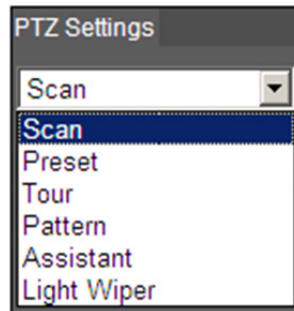 PTZ Settings
Scan
Scan
Preset
Tour
Pattern
Assistant
Light Wiper